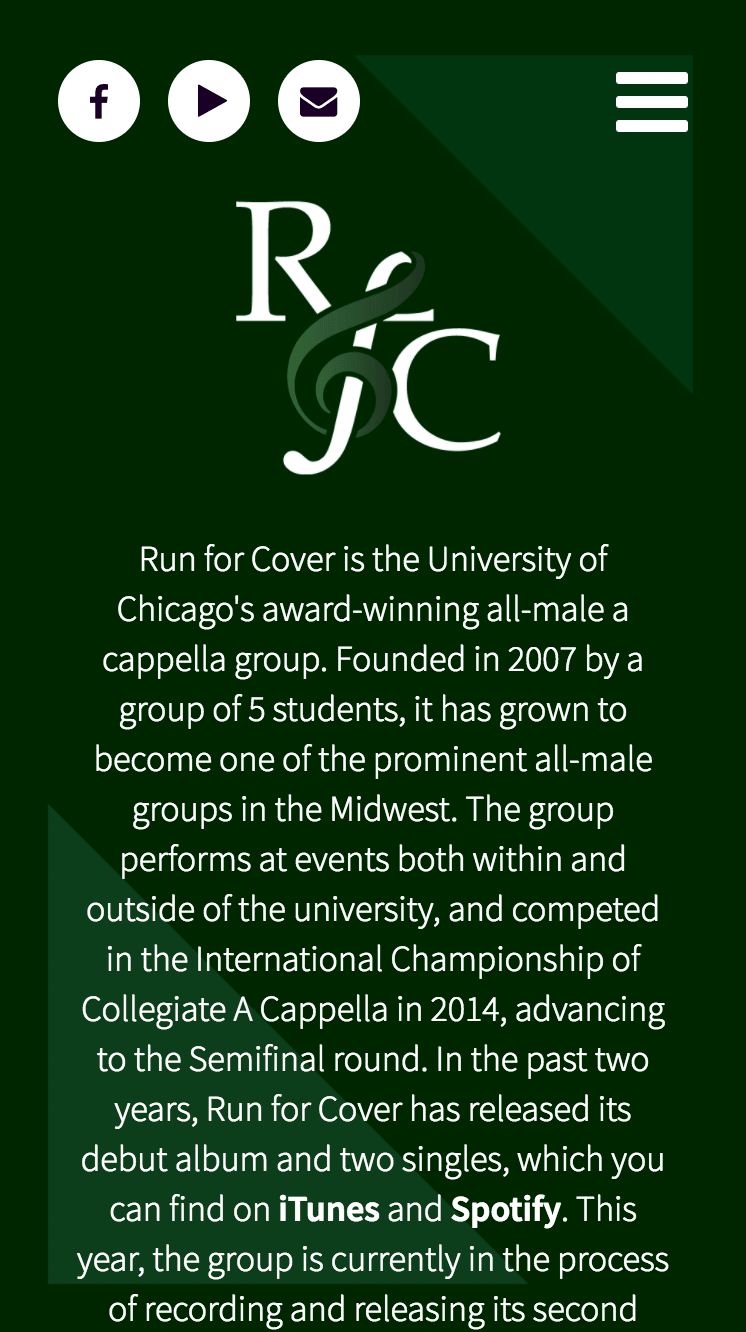 RfC
Run for Cover is the University of
Chicago's award-winning all-male a
cappella group. Founded in 2007 by a
group of 5 students, it has grown to
become one of the prominent all-male
groups in the Midwest. The group
performs at events both within and
outside of the university, and competed
in the International Championship of
Collegiate A Cappella in 2014, advancing
to the Semifinal round. In the past two
years, Run for Cover has released its
debut album and two singles, which you
can find on iTunes and Spotify. This
year, the group is currently in the process
of recording and releasing its second